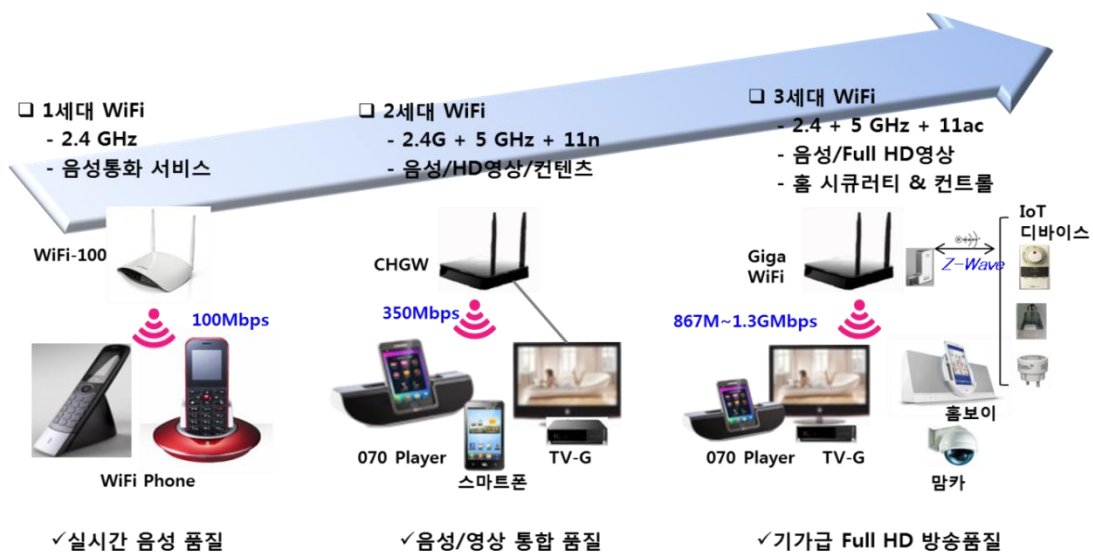 ❑ 1세대 WiFi
- 2.4 GHz
- 음성통화 서비스
WiFi-100
100Mbps
WiFi Phone
✓실시간 음성 품질
❑ 2세대 WiFi
- 2.4G + 5 GHz + 11n
- 음성/HD영상/컨텐츠
CHGW
350Mbps
070 Player
스마트폰
TV-G
✓음성/영상 통합 품질
❑ 3세대 WiFi
- 2.4 + 5 GHz + 11ac
- 음성/Full HD영상
- 홈 시큐러티 & 컨트롤
Giga
WiFi
Z-Wave
IoT
디바이스
867M~1.3GMbps
070 Player
TV-G
홈보이
맘카
✓기가급 Full HD 방송품질